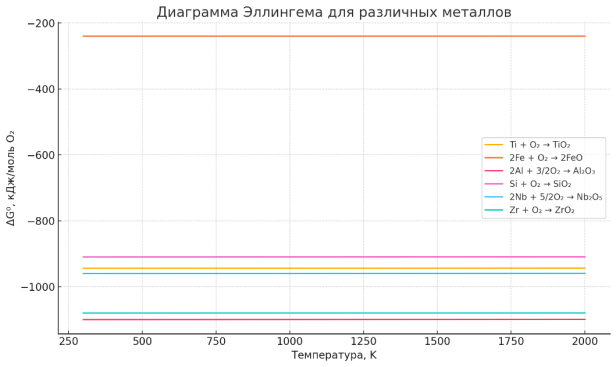 Диаграмма Эллингема для различных металлов
−200
−400
−600
−800
−1000
ΔG⁰, кДж/моль O₂
Ti + O₂ → TiO₂
2Fe + O₂ → 2FeO
2Al + 3/2O₂ → Al₂O₃
Si + O₂ → SiO₂
2Nb + 5/2O₂ → Nb₂O₅
Zr + O₂ → ZrO₂
250 500 750 1000 1250 1500 1750 2000
Температура, K